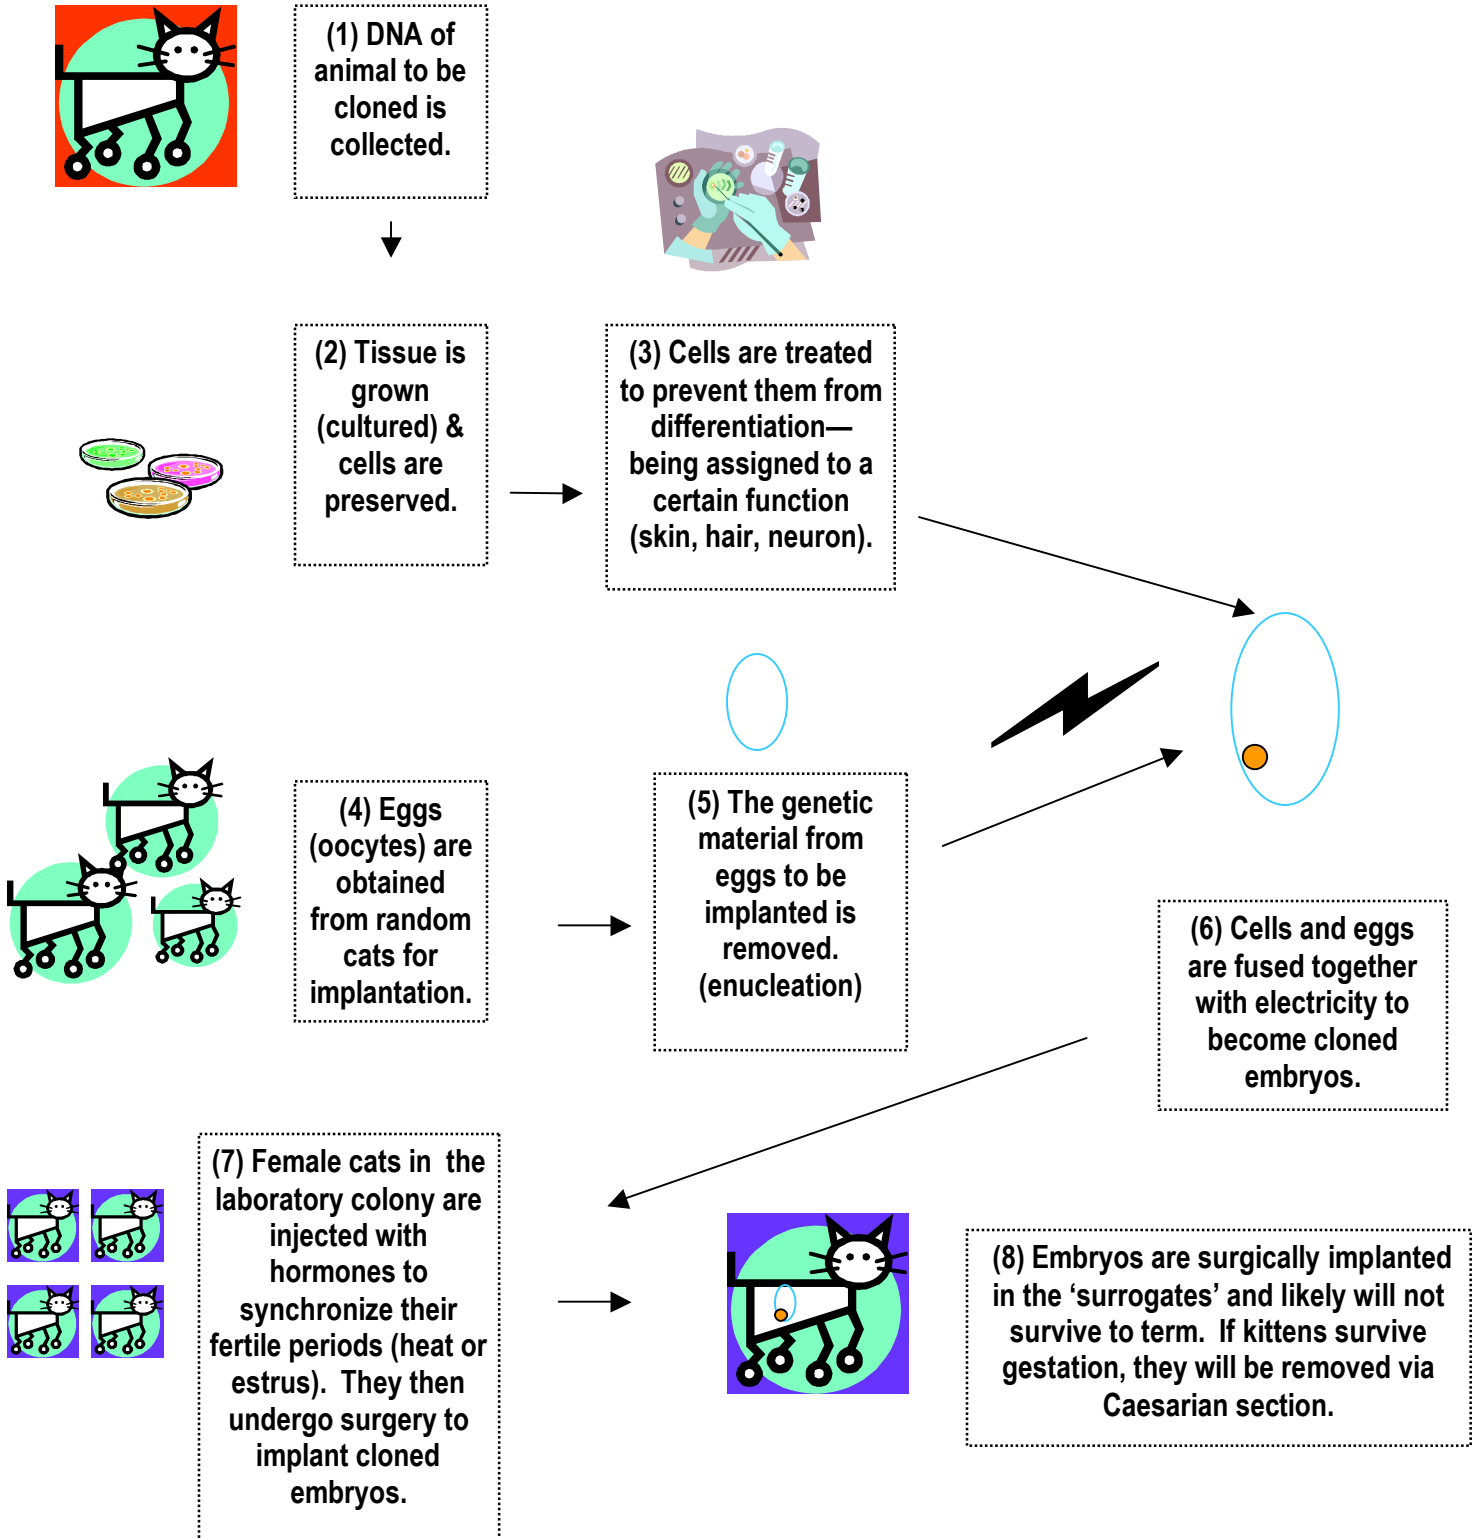 (1) DNA of
animal to be
cloned is
collected.
(2) Tissue is
grown
(cultured) &
cells are
preserved.
(3) Cells are treated
to prevent them from
differentiation—
being assigned to a
certain function
(skin, hair, neuron).
(4) Eggs
(oocytes) are
obtained
from random
cats for
implantation.
(5) The genetic
material from
eggs to be
implanted is
removed.
(enucleation)
(6) Cells and eggs
are fused together
with electricity to
become cloned
embryos.
(7) Female cats in the
laboratory colony are
injected with
hormones to
synchronize their
fertile periods (heat or
estrus). They then
undergo surgery to
implant cloned
embryos.
(8) Embryos are surgically implanted
in the ‘surrogates’ and likely will not
survive to term. If kittens survive
gestation, they will be removed via
Caesarian section.